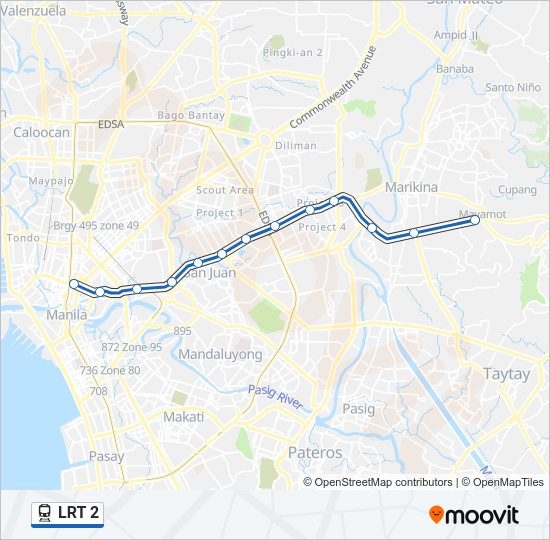 Valenzuela
San Mateo
Ampid II
Pingki-an 2
Banaba
Commonwealth Avenue
Santo Niño
Bago Bantay
EDSA
Caloocan
Diliman
Marikina
Maypajo
Scout Area
Cupang
Project 1
Brgy 495 zone 49
Mayamot
Project 4
Tondo
San Juan
Manila
895
872 Zone 95
Mandaluyong
736 Zone 80
Taytay
708
Pasig River
Makati
Pasig
Pasay
Pateros
© OpenStreetMap contributors | © OpenMapTiles
LRT 2
moovit